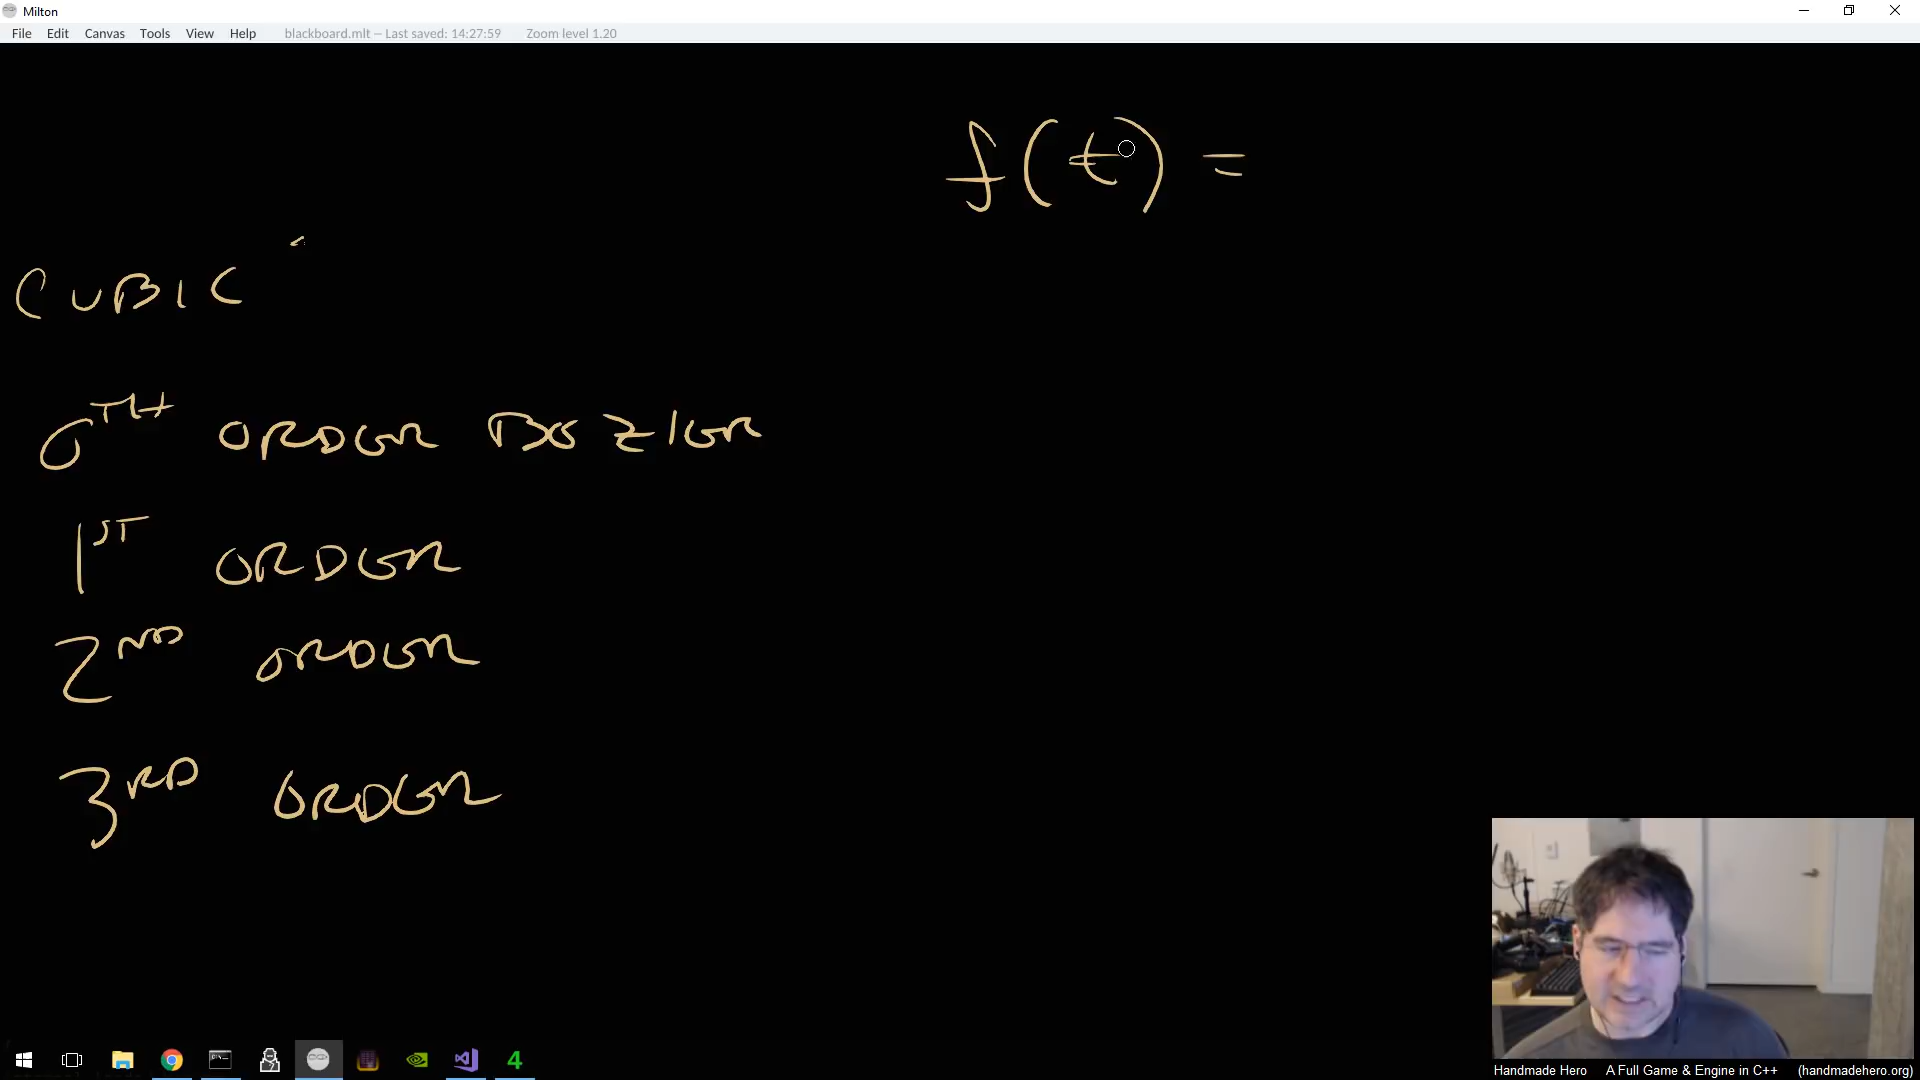 Milton
File Edit Canvas Tools View Help blackboard.mlt -- Last saved: 14:27:59 Zoom level 1.20
f(t) =
CUBIC
0TH ORDER BEZIER
1ST ORDER
2ND ORDER
3RD ORDER
4
Handmade Hero A Full Game & Engine in C++ (handmadehero.org)